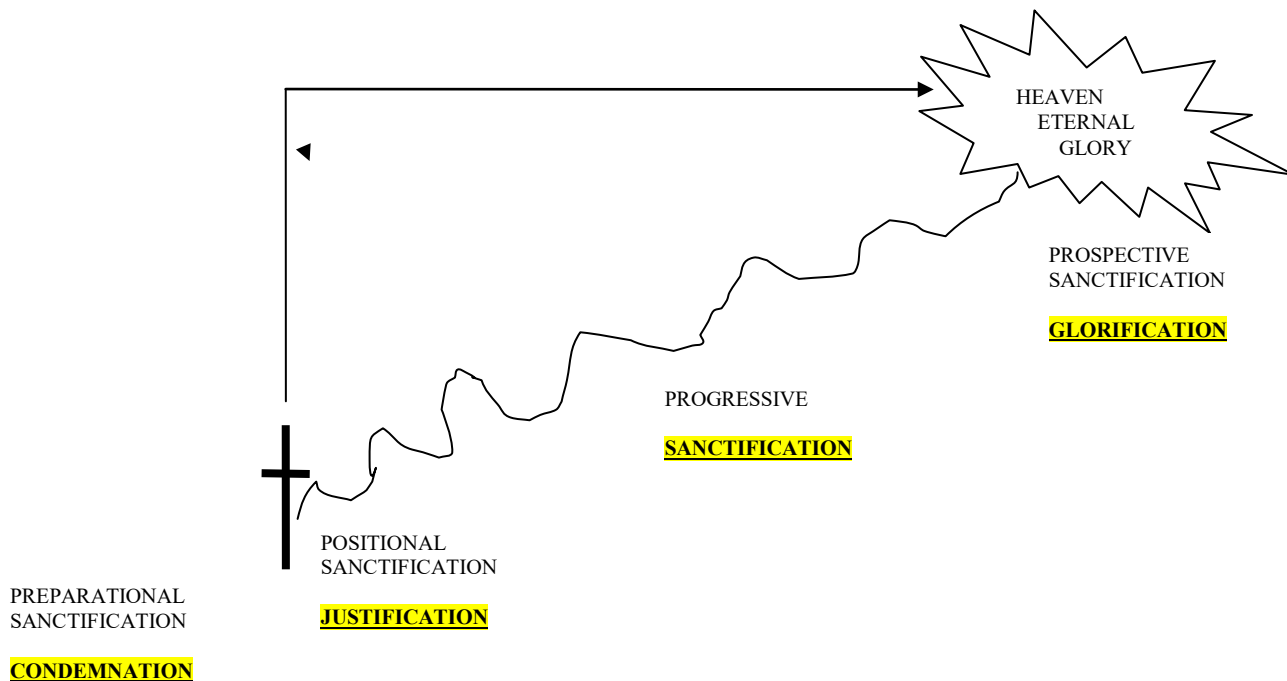 HEAVEN
ETERNAL
GLORY
PROSPECTIVE
SANCTIFICATION
GLORIFICATION
PROGRESSIVE
SANCTIFICATION
POSITIONAL
SANCTIFICATION
JUSTIFICATION
PREPARATIONAL
SANCTIFICATION
CONDEMNATION